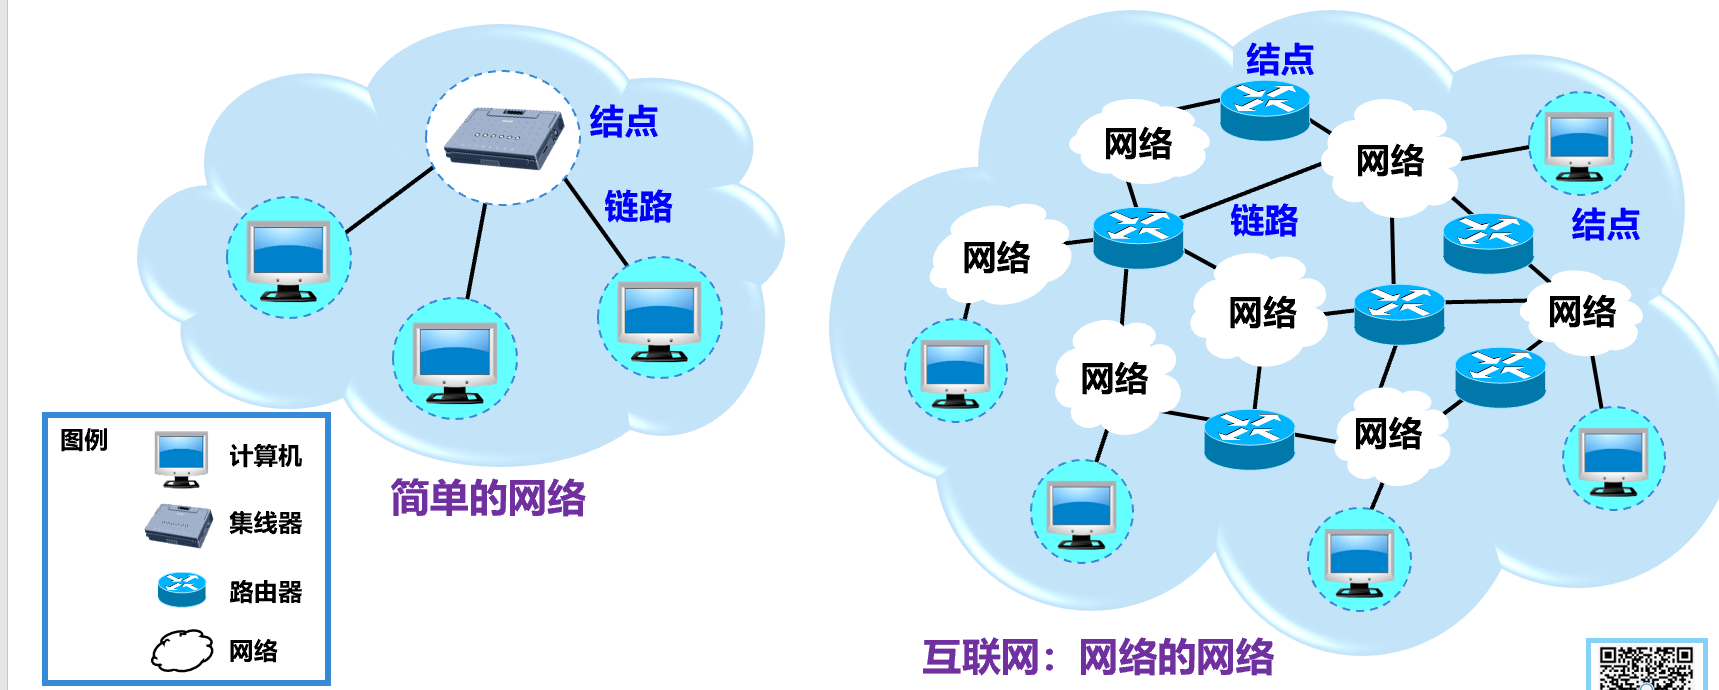 结点
链路
简单的网络
图例
计算机
集线器
路由器
网络
结点
网络
网络
结点
链路
网络
网络
网络
网络
网络
互联网：网络的网络